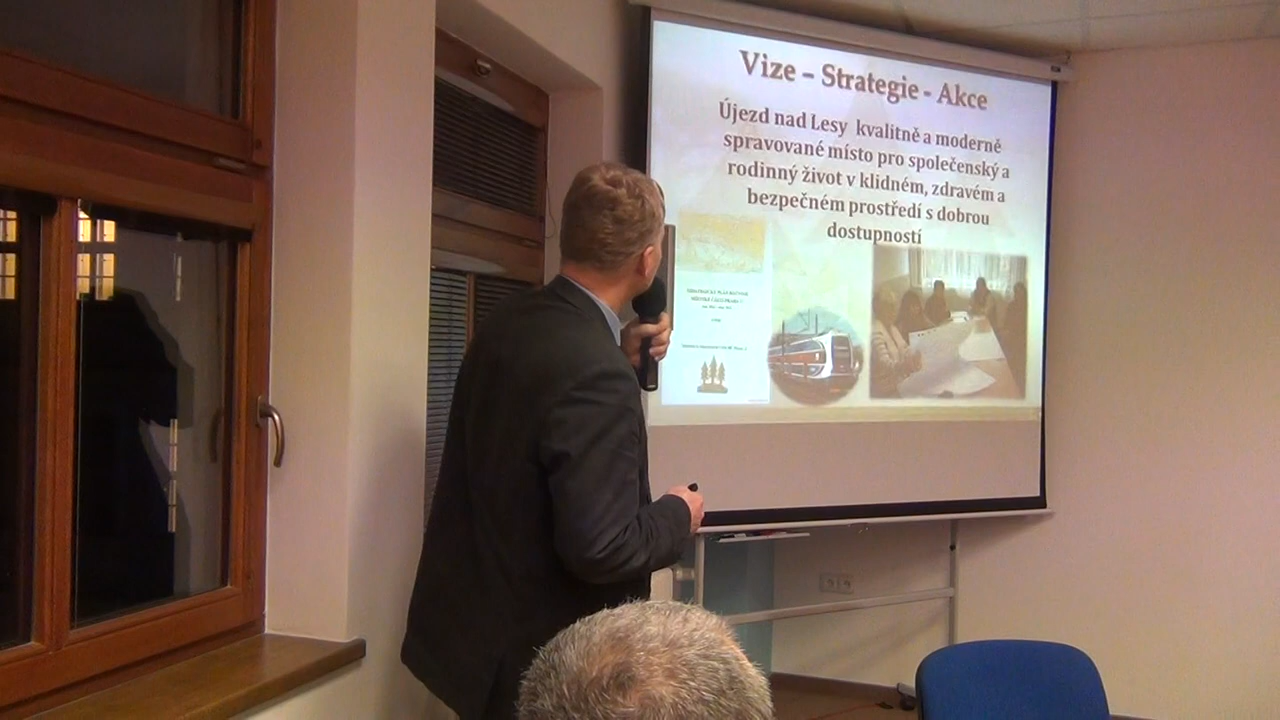 Vize – Strategie - Akce
Újezd nad Lesy kvalitně a moderně
spravované místo pro společenský a
rodinný život v klidném, zdravém a
bezpečném prostředí s dobrou
dostupností